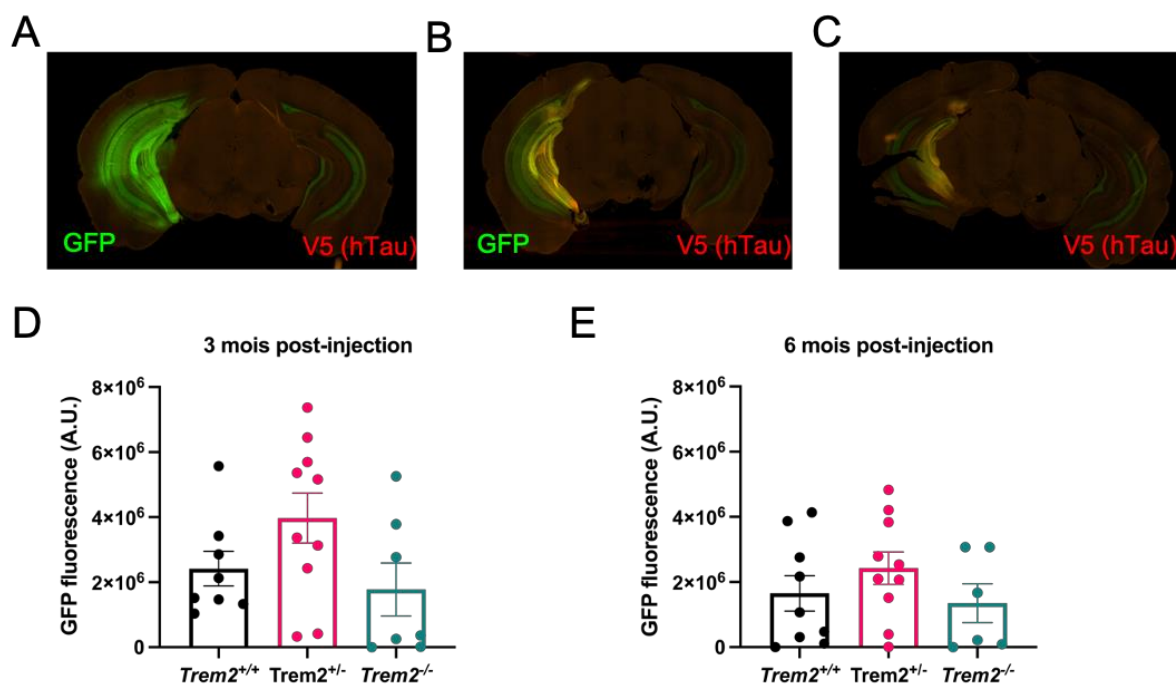 A
B
C
GFP
V5 (hTau)
GFP
V5 (hTau)
V5 (hTau)
D
3 mois post-injection
GFP fluorescence (A.U.)
8×10⁶
6×10⁶
4×10⁶
2×10⁶
0
Trem2+/+
Trem2+/-
Trem2-/-
E
6 mois post-injection
GFP fluorescence (A.U.)
8×10⁶
6×10⁶
4×10⁶
2×10⁶
0
Trem2+/+
Trem2+/-
Trem2-/-